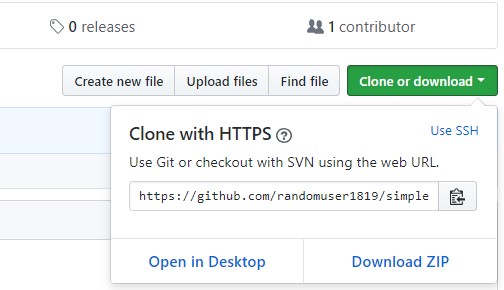 0 releases
1 contributor
Create new file
Upload files
Find file
Clone or download
Clone with HTTPS
Use SSH
Use Git or checkout with SVN using the web URL.
https://github.com/randomuser1819/simple
Open in Desktop
Download ZIP